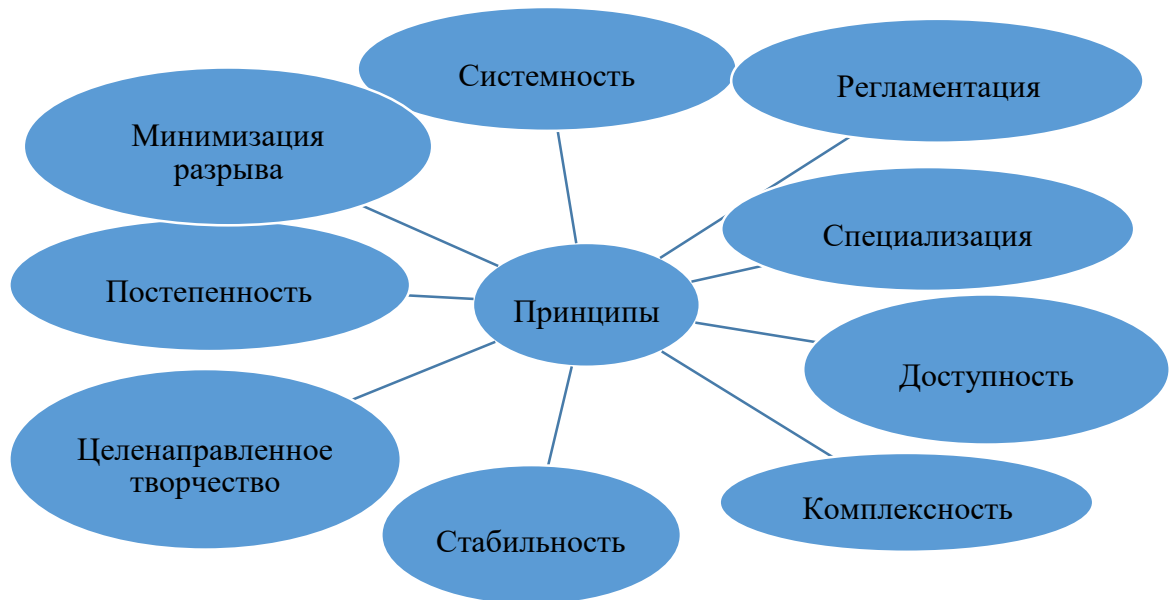 Системность
Регламентация
Минимизация
разрыва
Специализация
Постепенность
Принципы
Доступность
Целенаправленное
творчество
Комплексность
Стабильность